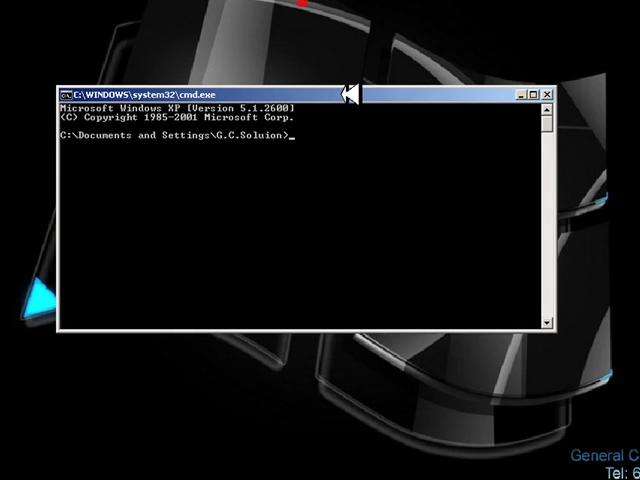 C:\WINDOWS\system32\cmd.exe
Microsoft Windows XP [Version 5.1.2600]
(C) Copyright 1985-2001 Microsoft Corp.
C:\Documents and Settings\G.C.Soluion>_
General C
Tel: 6